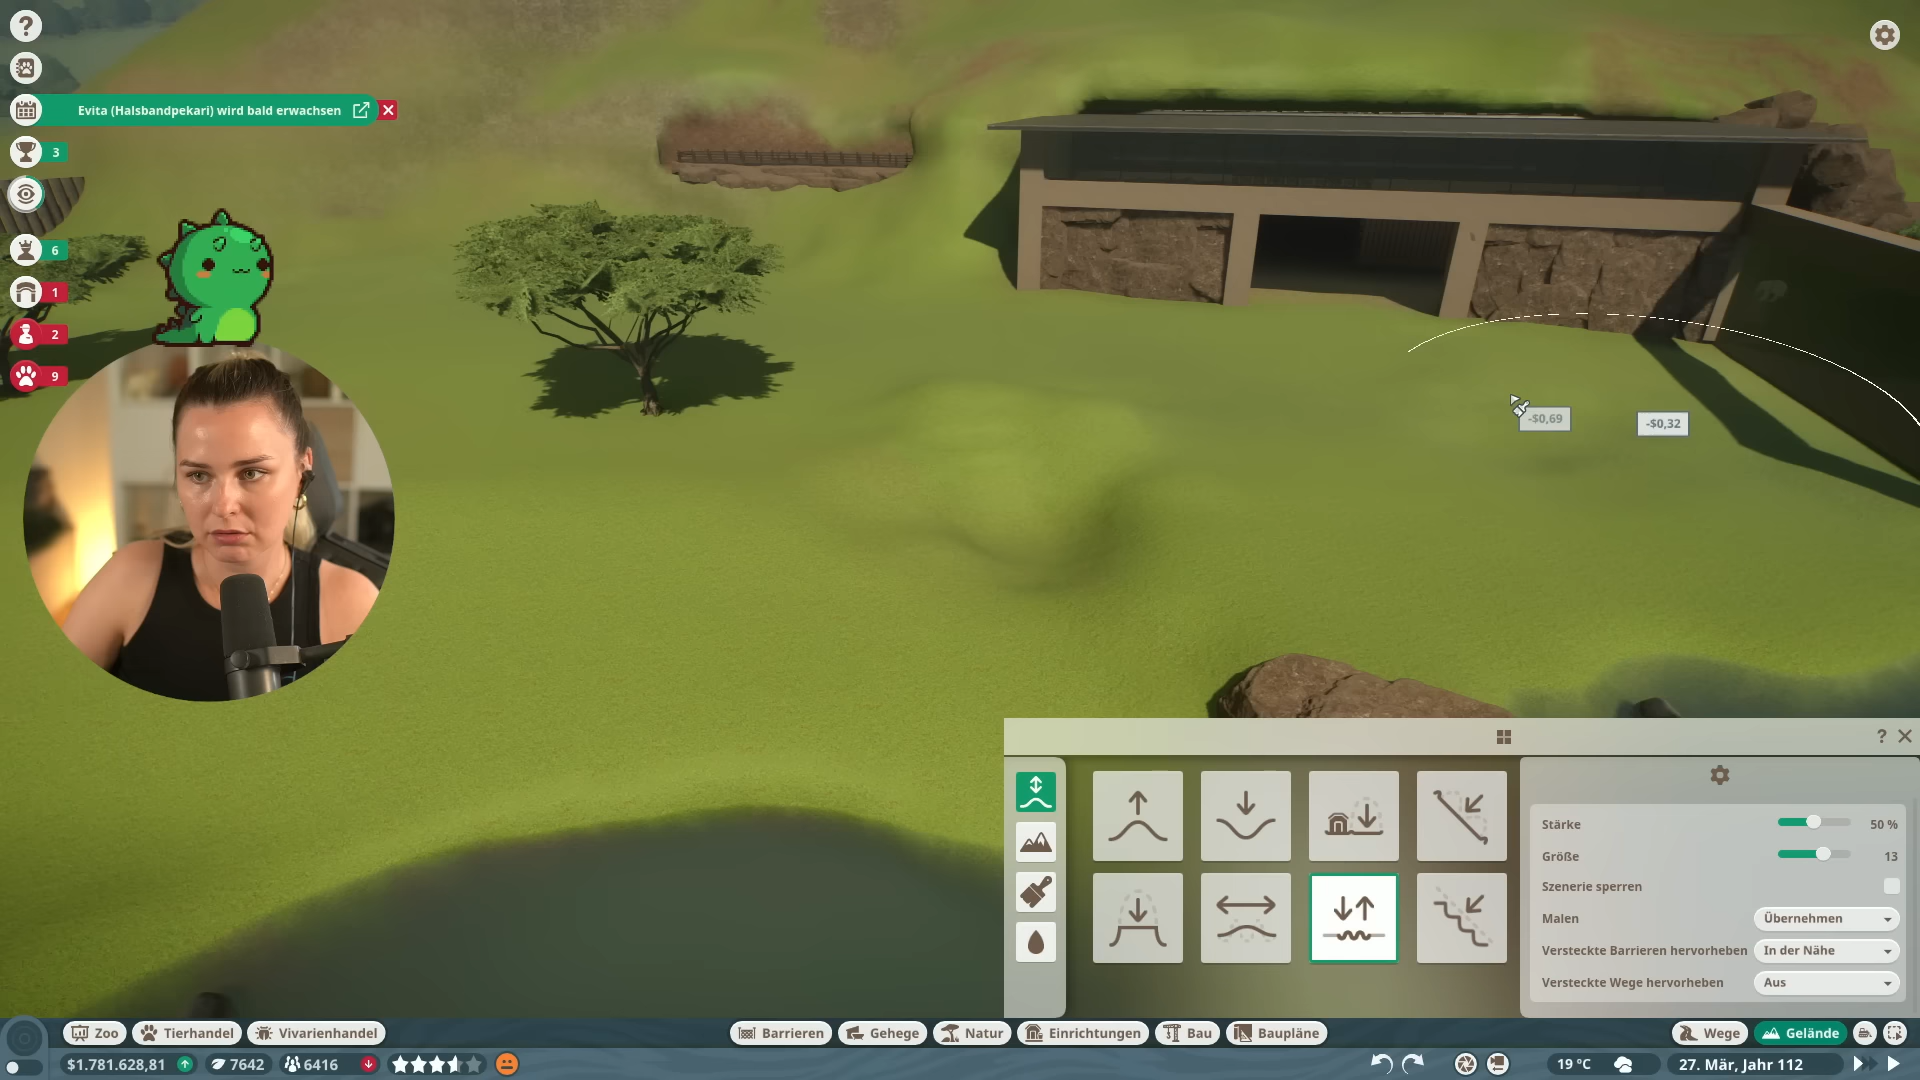 ?
Evita (Halsbandpekari) wird bald erwachsen
3
6
1
2
9
-$0,69
-$0,32
?
Stärke
50 %
Größe
13
Szenerie sperren
Malen
Übernehmen
Versteckte Barrieren hervorheben
In der Nähe
Versteckte Wege hervorheben
Aus
Zoo
Tierhandel
Vivarienhandel
Barrieren
Gehege
Natur
Einrichtungen
Bau
Baupläne
Wege
Gelände
$1.781.628,81
7642
6416
19 °C
27. Mär, Jahr 112